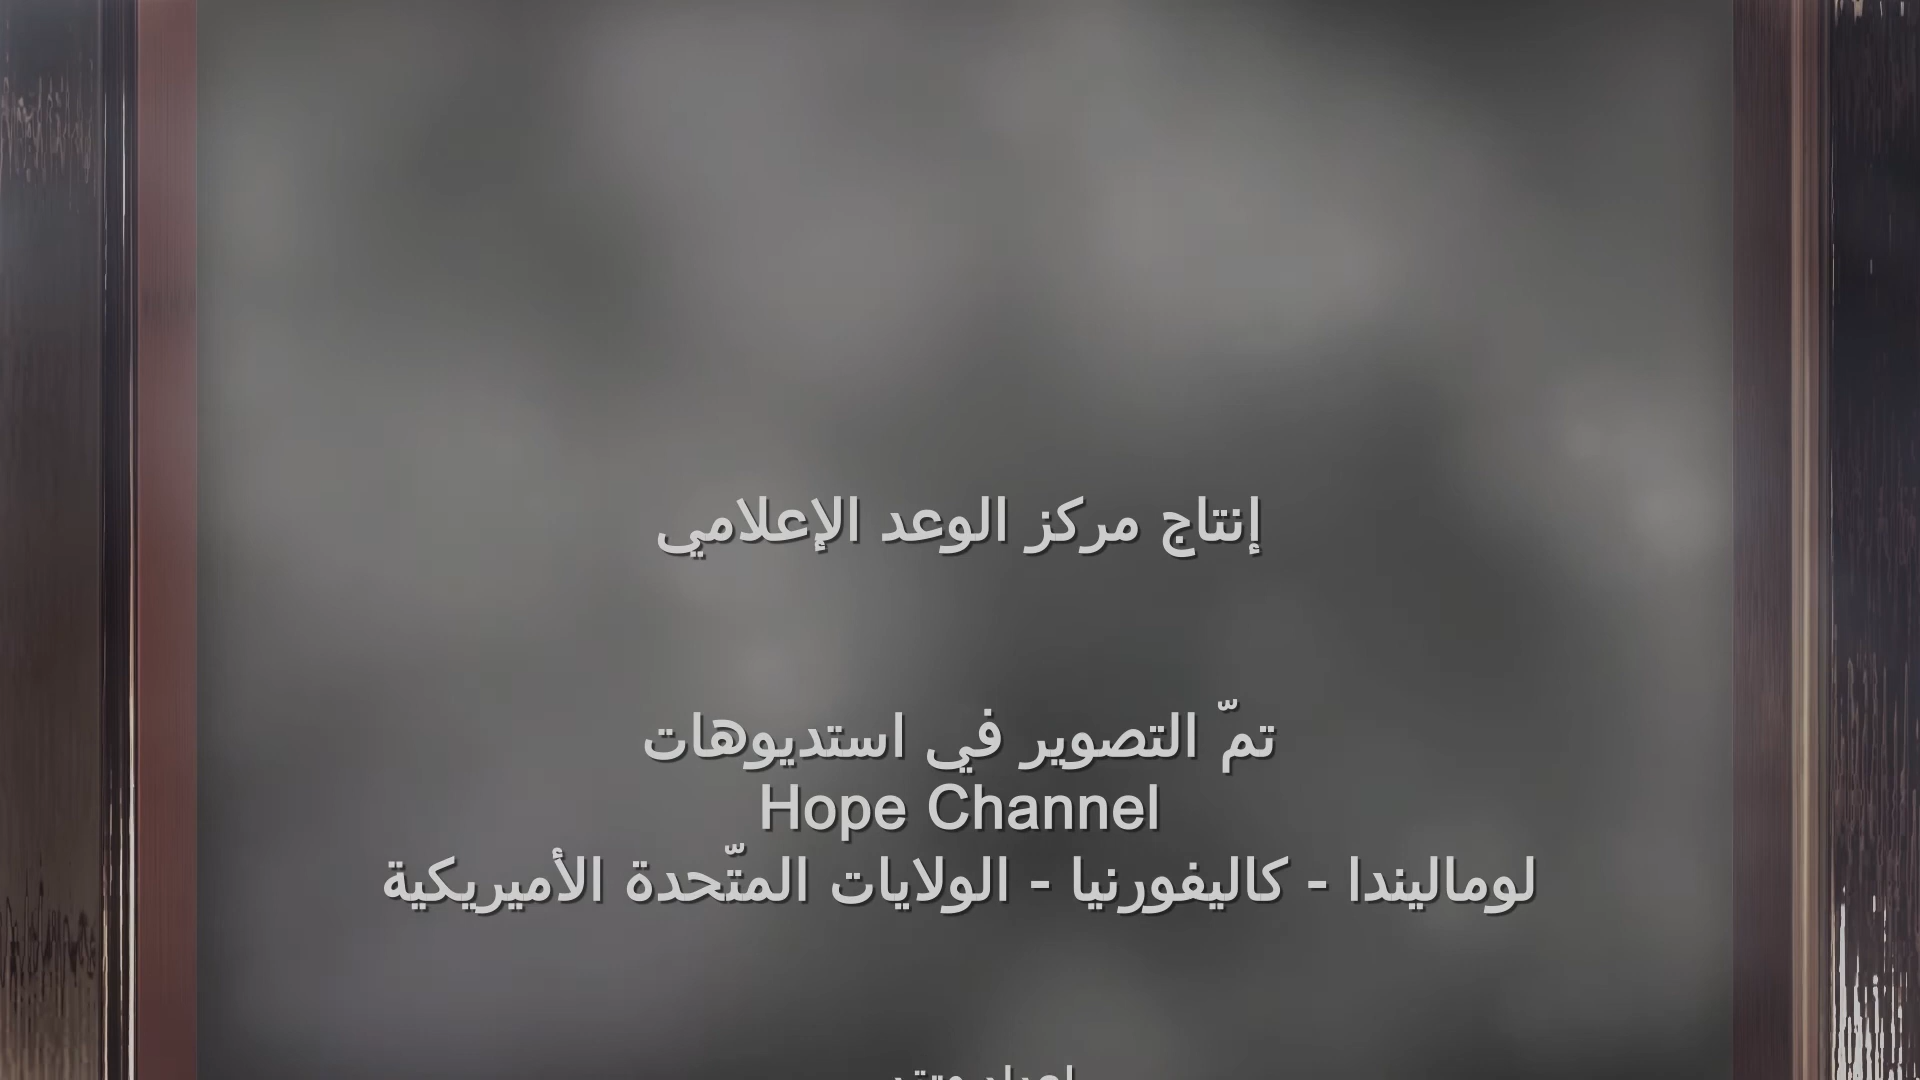 إنتاج مركز الوعد الإعلامي
تمّ التصوير في استديوهات
Hope Channel
لوماليندا - كاليفورنيا - الولايات المتّحدة الأميريكية